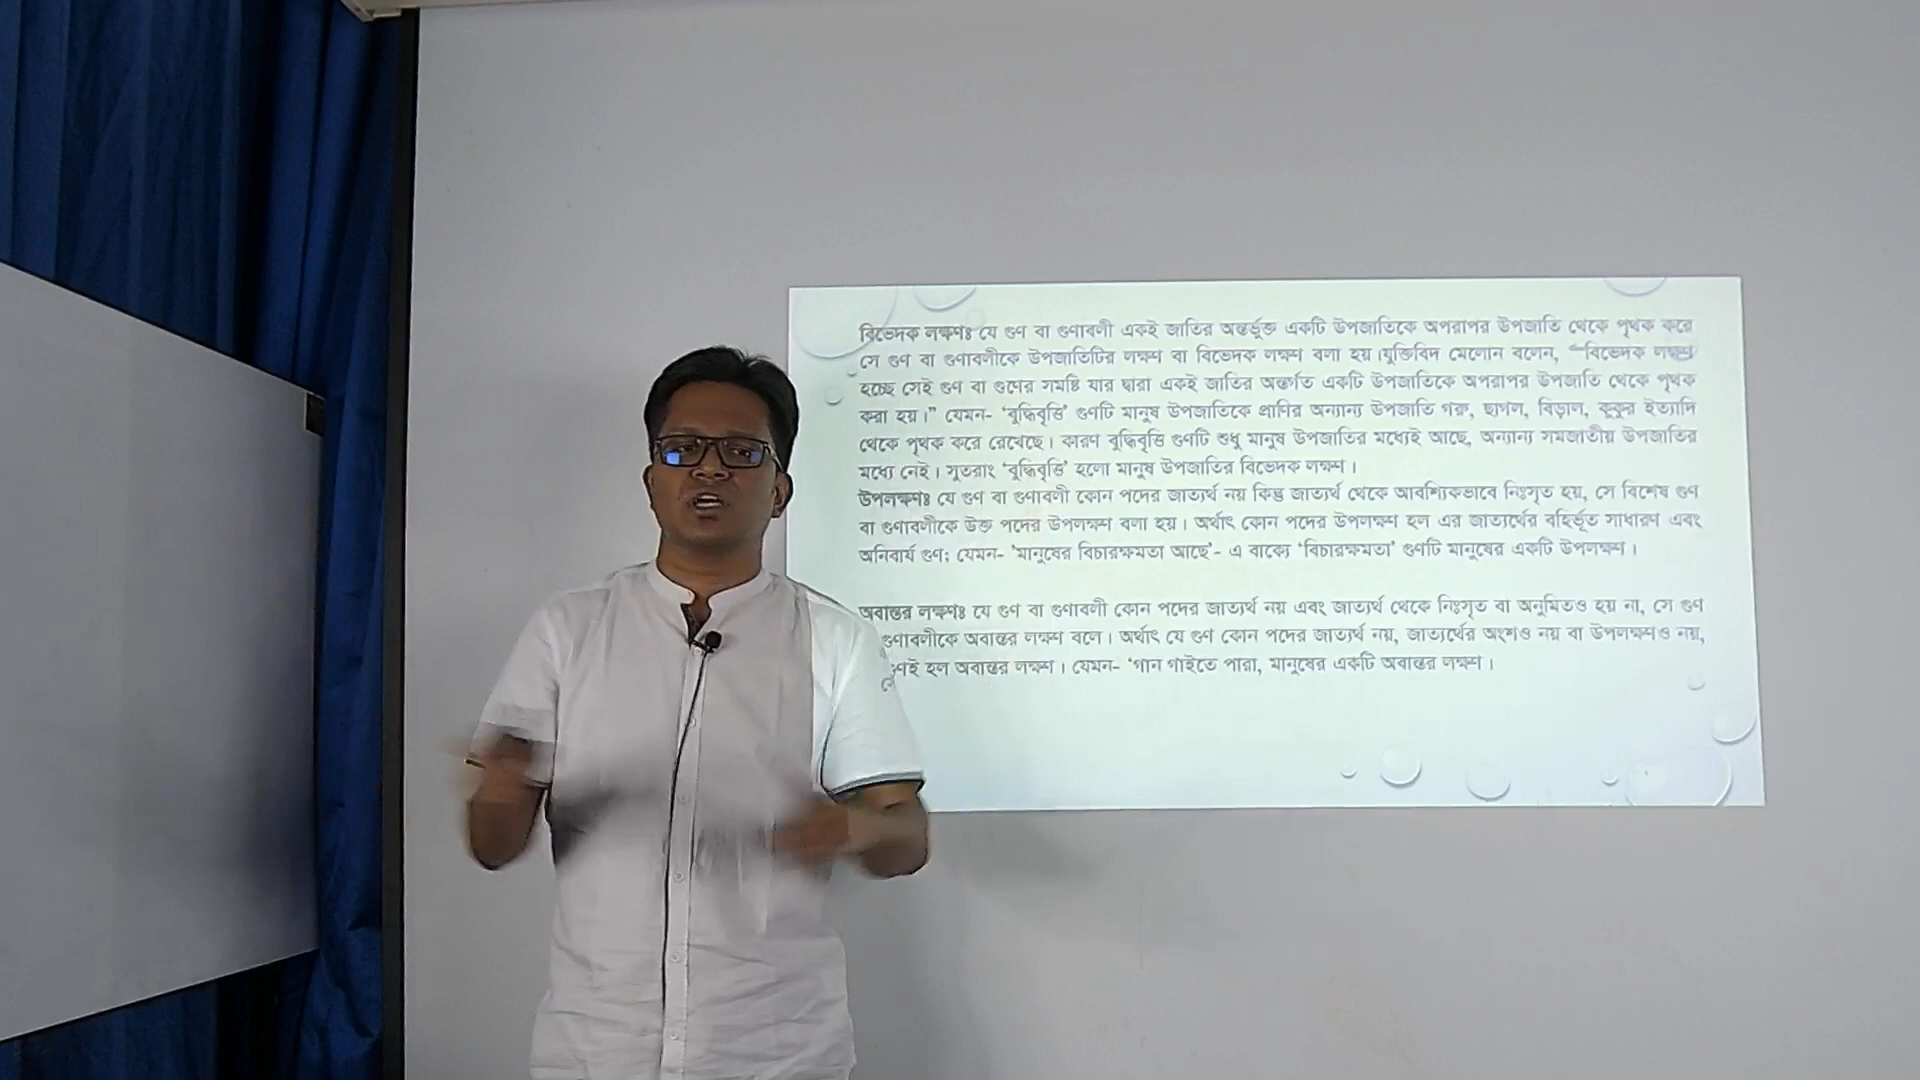 বিভেদক লক্ষণঃ যে গুণ বা গুণাবলী একই জাতির অন্তর্ভুক্ত একটি উপজাতিকে অপরাপর উপজাতি থেকে পৃথক করে
সে গুণ বা গুণাবলীকে উপজাতিটির লক্ষণ বা বিভেদক লক্ষণ বলা হয়।যুক্তিবিদ মেলোন বলেন, “বিভেদক লক্ষণ
হচ্ছে সেই গুণ বা গুণের সমষ্টি যার দ্বারা একই জাতির অন্তর্গত একটি উপজাতিকে অপরাপর উপজাতি থেকে পৃথক
করা হয়।” যেমন- ‘বুদ্ধিবৃত্তি’ গুণটি মানুষ উপজাতিকে প্রাণির অন্যান্য উপজাতি গরু, ছাগল, বিড়াল, কুকুর ইত্যাদি
থেকে পৃথক করে রেখেছে। কারণ বুদ্ধিবৃত্তি গুণটি শুধু মানুষ উপজাতির মধ্যেই আছে, অন্যান্য সমজাতীয় উপজাতির
মধ্যে নেই। সুতরাং ‘বুদ্ধিবৃত্তি’ হলো মানুষ উপজাতির বিভেদক লক্ষণ।
উপলক্ষণঃ যে গুণ বা গুণাবলী কোন পদের জাত্যর্থ নয় কিন্তু জাত্যর্থ থেকে আবশ্যিকভাবে নিঃসৃত হয়, সে বিশেষ গুণ
বা গুণাবলীকে উক্ত পদের উপলক্ষণ বলা হয়। অর্থাৎ কোন পদের উপলক্ষণ হল এর জাত্যর্থের বহির্ভূত সাধারণ এবং
অনিবার্য গুণ; যেমন- ’মানুষের বিচারক্ষমতা আছে’- এ বাক্যে ‘বিচারক্ষমতা’ গুণটি মানুষের একটি উপলক্ষণ।
অবান্তর লক্ষণঃ যে গুণ বা গুণাবলী কোন পদের জাত্যর্থ নয় এবং জাত্যর্থ থেকে নিঃসৃত বা অনুমিতও হয় না, সে গুণ
গুণাবলীকে অবান্তর লক্ষণ বলে। অর্থাৎ যে গুণ কোন পদের জাত্যর্থ নয়, জাত্যর্থের অংশও নয় বা উপলক্ষণও নয়,
হল অবান্তর লক্ষণ। যেমন- ‘গান গাইতে পারা, মানুষের একটি অবান্তর লক্ষণ।